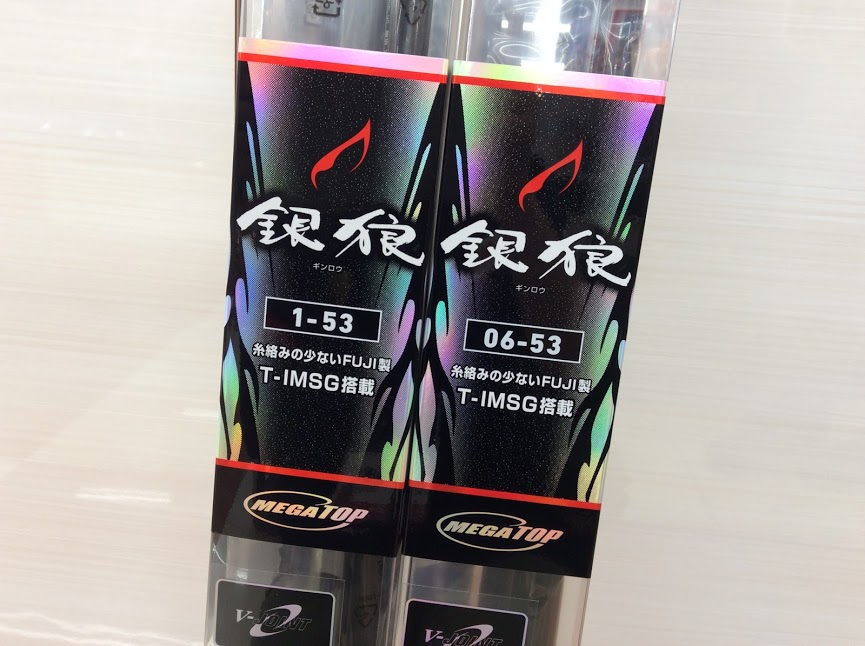 銀狼
ギンロウ
1-53
糸絡みの少ないFUJI製
T-IMSG搭載
MEGATOP
V-JOINT
銀狼
ギンロウ
06-53
糸絡みの少ないFUJI製
T-IMSG搭載
MEGATOP
V-JOINT